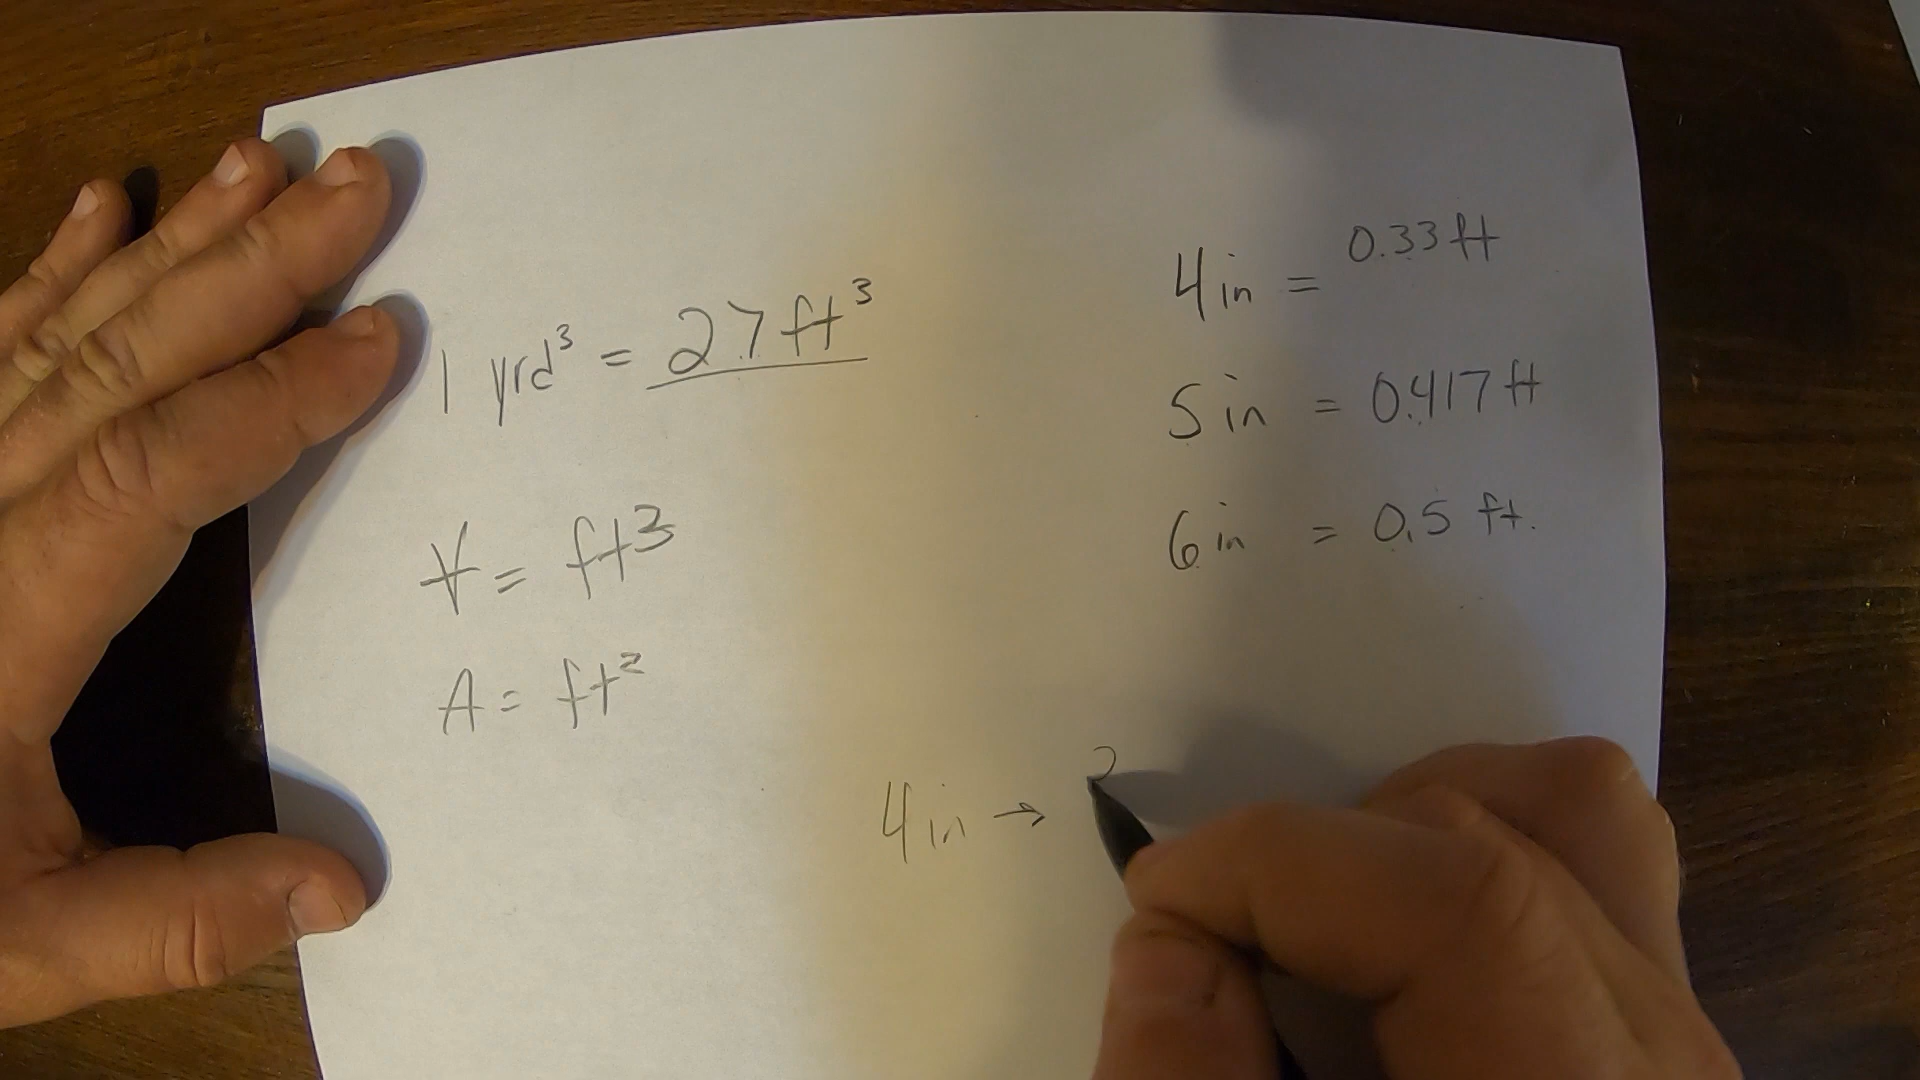 1 yrd³ = 27 ft³
V = ft³
A = ft²
4 in = 0.33 ft
5 in = 0.417 ft
6 in = 0.5 ft.
4 in →